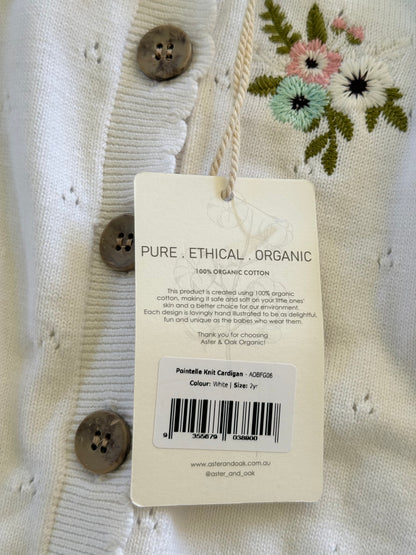 PURE . ETHICAL . ORGANIC
100% ORGANIC COTTON
This product is created using 100% organic
cotton, making it safe and soft on your little ones'
skin and a better choice for our environment.
Each design is lovingly hand illustrated to be as delightful,
fun and unique as the babes who wear them.
Thank you for choosing
Aster & Oak Organic!
Pointelle Knit Cardigan - AOBFG06
Colour: White | Size: 2yr
9 355679 038900
www.asterandoak.com.au
@aster_and_oak